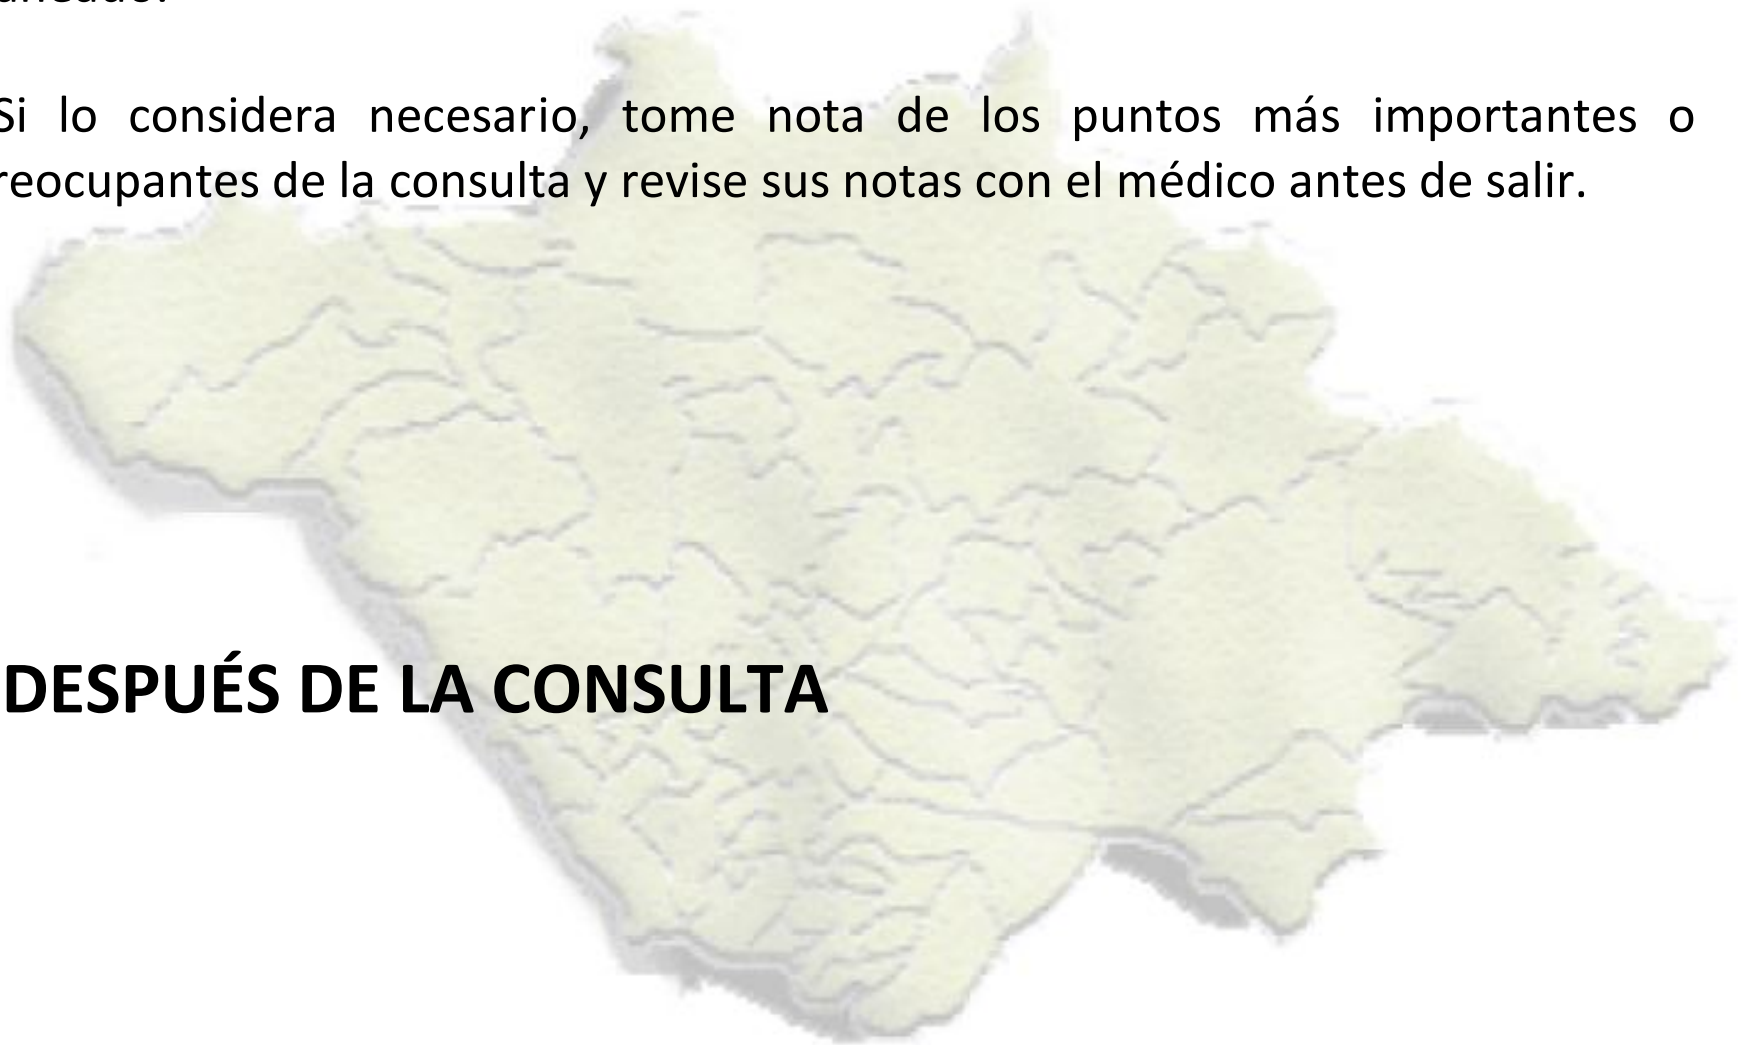 Si lo considera necesario, tome nota de los puntos más importantes o
reocupantes de la consulta y revise sus notas con el médico antes de salir.
DESPUÉS DE LA CONSULTA